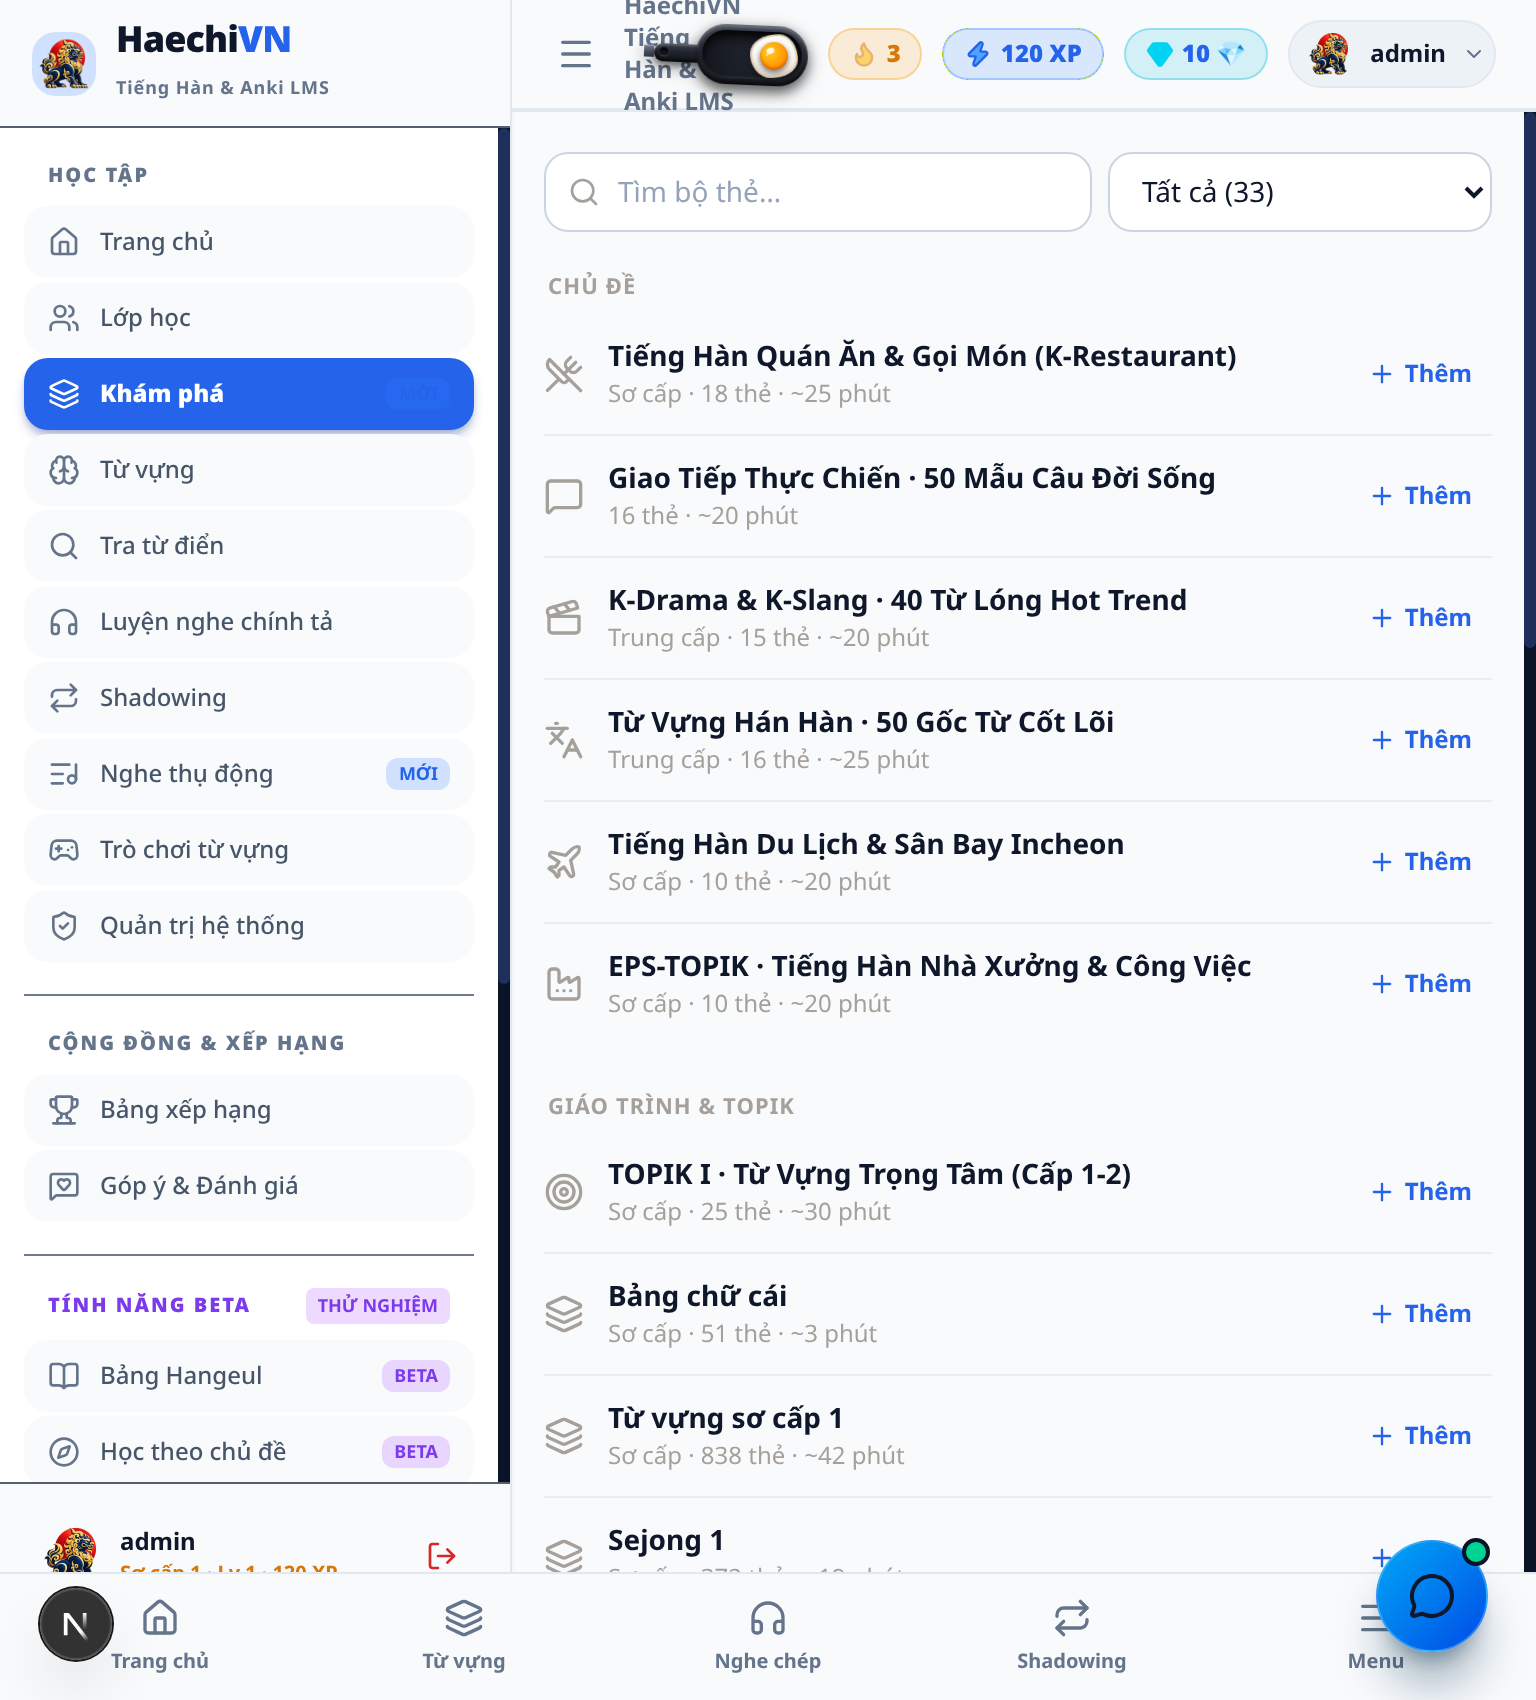 HaechiVN
Tiếng Hàn & Anki LMS
HỌC TẬP
Trang chủ
Lớp học
Khám phá
MỚI
Từ vựng
Tra từ điển
Luyện nghe chính tả
Shadowing
Nghe thụ động
MỚI
Trò chơi từ vựng
Quản trị hệ thống
CỘNG ĐỒNG & XẾP HẠNG
Bảng xếp hạng
Góp ý & Đánh giá
TÍNH NĂNG BETA
THỬ NGHIỆM
Bảng Hangeul
BETA
Học theo chủ đề
BETA
admin
Sơ cấp 1 · Lv 1 · 120 XP
HaechiVN
Tiếng
Hàn &
Anki LMS
3
120 XP
10
admin
Tìm bộ thẻ...
Tất cả (33)
CHỦ ĐỀ
Tiếng Hàn Quán Ăn & Gọi Món (K-Restaurant)
Sơ cấp · 18 thẻ · ~25 phút
Thêm
Giao Tiếp Thực Chiến · 50 Mẫu Câu Đời Sống
16 thẻ · ~20 phút
Thêm
K-Drama & K-Slang · 40 Từ Lóng Hot Trend
Trung cấp · 15 thẻ · ~20 phút
Thêm
Từ Vựng Hán Hàn · 50 Gốc Từ Cốt Lõi
Trung cấp · 16 thẻ · ~25 phút
Thêm
Tiếng Hàn Du Lịch & Sân Bay Incheon
Sơ cấp · 10 thẻ · ~20 phút
Thêm
EPS-TOPIK · Tiếng Hàn Nhà Xưởng & Công Việc
Sơ cấp · 10 thẻ · ~20 phút
Thêm
GIÁO TRÌNH & TOPIK
TOPIK I · Từ Vựng Trọng Tâm (Cấp 1-2)
Sơ cấp · 25 thẻ · ~30 phút
Thêm
Bảng chữ cái
Sơ cấp · 51 thẻ · ~3 phút
Thêm
Từ vựng sơ cấp 1
Sơ cấp · 838 thẻ · ~42 phút
Thêm
Sejong 1
N
Trang chủ
Từ vựng
Nghe chép
Shadowing
Menu